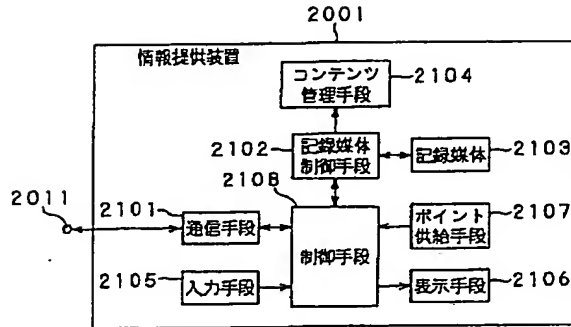 2001
情報提供装置
コンテンツ
管理手段
2104
2102
記録媒体
制御手段
記録媒体
2103
2108
2011
2101
通信手段
制御手段
ポイント
供給手段
2107
2105
入力手段
表示手段
2106